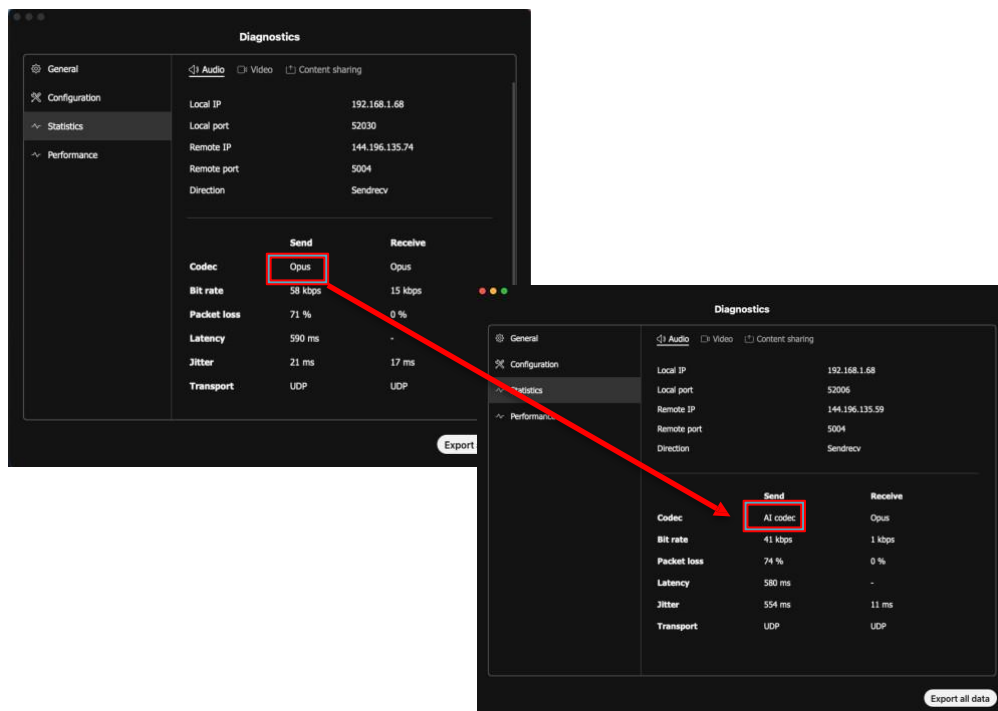 Diagnostics
General
Configuration
Statistics
Performance
Audio Video Content sharing
Local IP 192.168.1.68
Local port 52030
Remote IP 144.196.135.74
Remote port 5004
Direction Sendrecv
Send Receive
Codec Opus Opus
Bit rate 58 kbps 15 kbps
Packet loss 71 % 0 %
Latency 590 ms -
Jitter 21 ms 17 ms
Transport UDP UDP
Export
Diagnostics
General
Configuration
Statistics
Performance
Audio Video Content sharing
Local IP 192.168.1.68
Local port 52006
Remote IP 144.196.135.59
Remote port 5004
Direction Sendrecv
Send Receive
Codec AI codec Opus
Bit rate 41 kbps 1 kbps
Packet loss 74 % 0 %
Latency 580 ms -
Jitter 554 ms 11 ms
Transport UDP UDP
Export all data